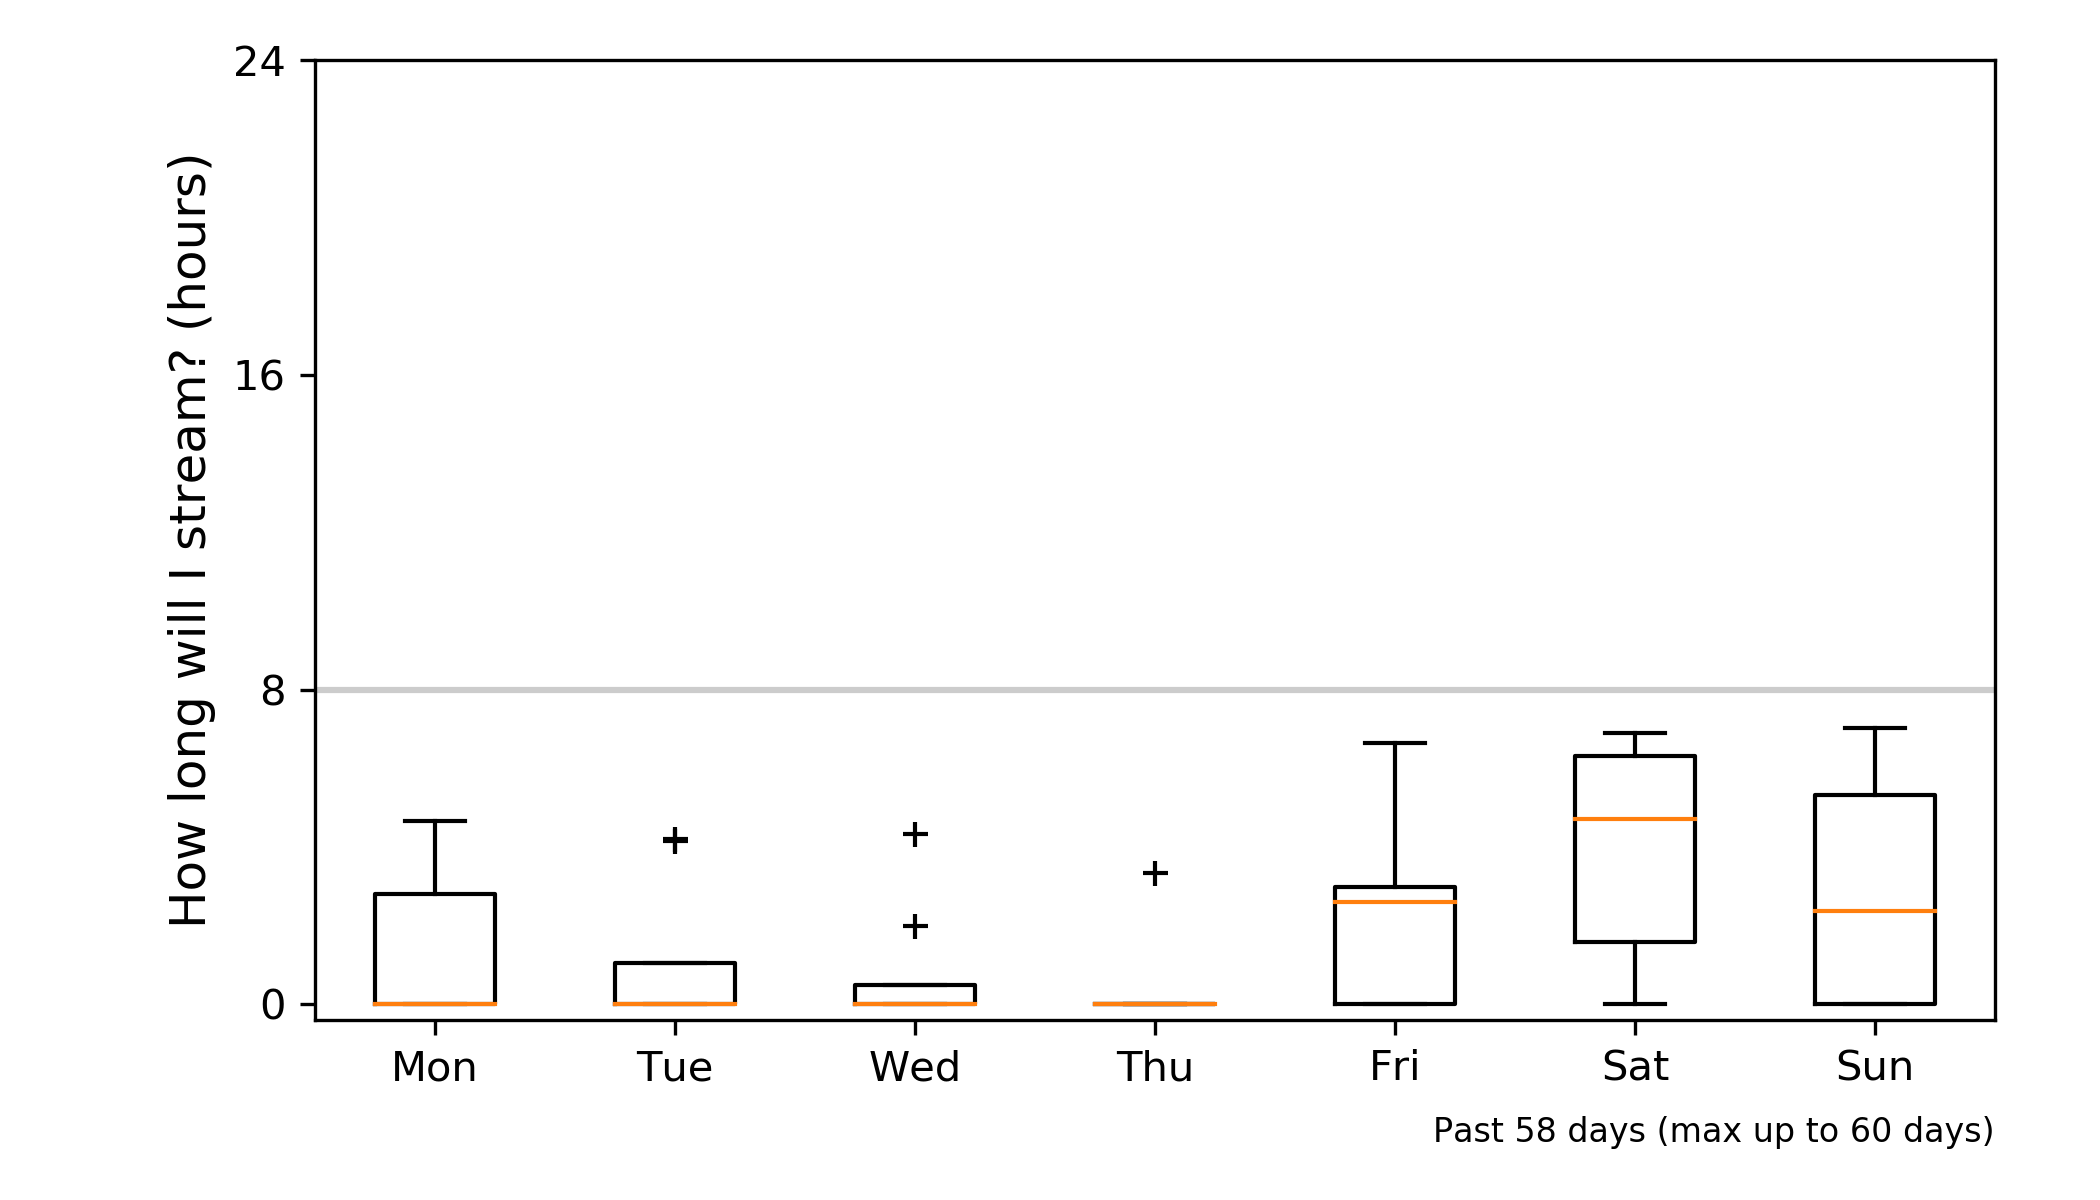 24
16
8
0
How long will I stream? (hours)
Mon Tue Wed Thu Fri Sat Sun
Past 58 days (max up to 60 days)